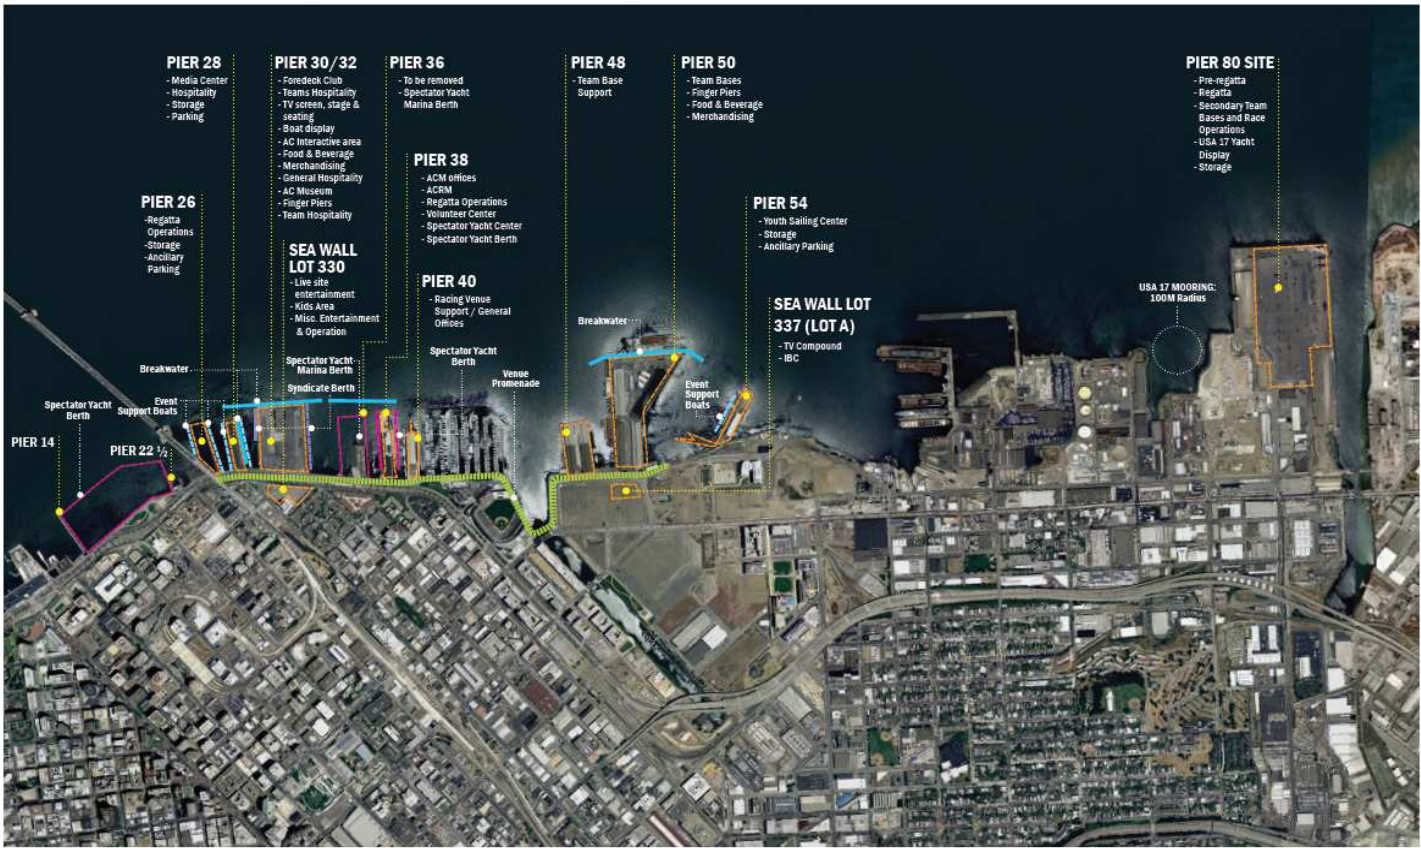 PIER 28
- Media Center
- Hospitality
- Storage
- Parking
PIER 30/32
- Foredeck Club
- Teams Hospitality
- TV screen, stage &
seating
- Boat display
- AC Interactive area
- Food & Beverage
- Merchandising
- General Hospitality
- AC Museum
- Finger Piers
- Team Hospitality
PIER 36
- To be removed
- Spectator Yacht
Marina Berth
PIER 48
- Team Base
Support
PIER 50
- Team Bases
- Finger Piers
- Food & Beverage
- Merchandising
PIER 80 SITE
- Pre-regatta
- Regatta
- Secondary Team
Bases and Race
Operations
- USA 17 Yacht
Display
- Storage
PIER 38
- ACM offices
- ACRM
- Regatta Operations
- Volunteer Center
- Spectator Yacht Center
- Spectator Yacht Berth
PIER 26
-Regatta
Operations
-Storage
-Ancillary
Parking
PIER 54
- Youth Sailing Center
- Storage
- Ancillary Parking
SEA WALL
LOT 330
- Live site
entertainment
- Kids Area
- Misc. Entertainment
& Operation
PIER 40
- Racing Venue
Support / General
Offices
SEA WALL LOT
337 (LOT A)
- TV Compound
- IBC
USA 17 MOORING:
100M Radius
Breakwater
Spectator Yacht
Berth
Spectator Yacht
Marina Berth
Breakwater
Venue
Promenade
Syndicate Berth
Event
Support
Boats
Event
Support Boats
Spectator Yacht
Berth
PIER 14
PIER 22 ½